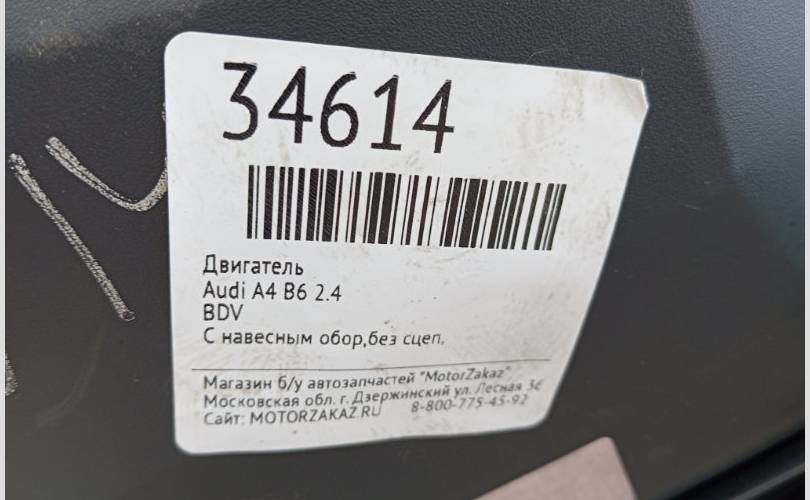 34614
Двигатель
Audi A4 B6 2.4
BDV
С навесным обор,без сцеп.
Магазин б/у автозапчастей "MotorZakaz"
Московская обл. г. Дзержинский ул. Лесная 36
Сайт: MOTORZAKAZ.RU 8-800-775-45-92